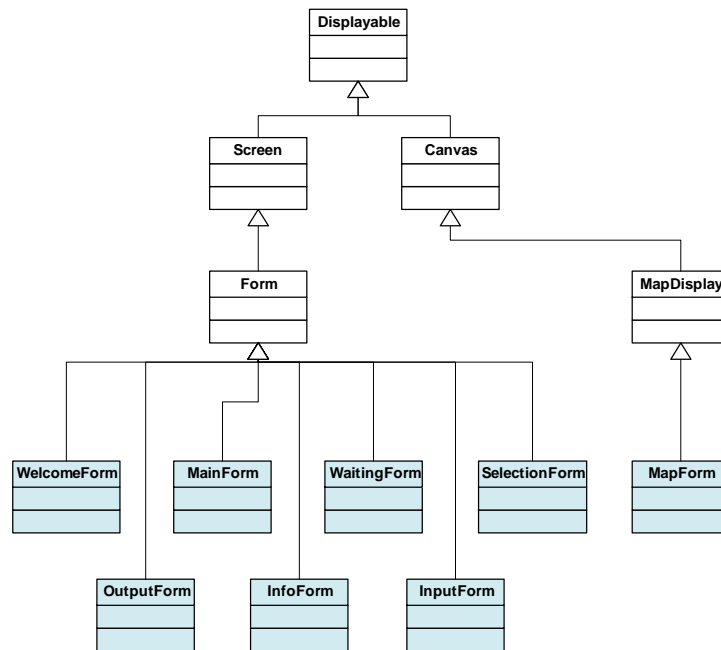 Displayable
Screen
Canvas
Form
MapDisplay
WelcomeForm
MainForm
WaitingForm
SelectionForm
MapForm
OutputForm
InfoForm
InputForm